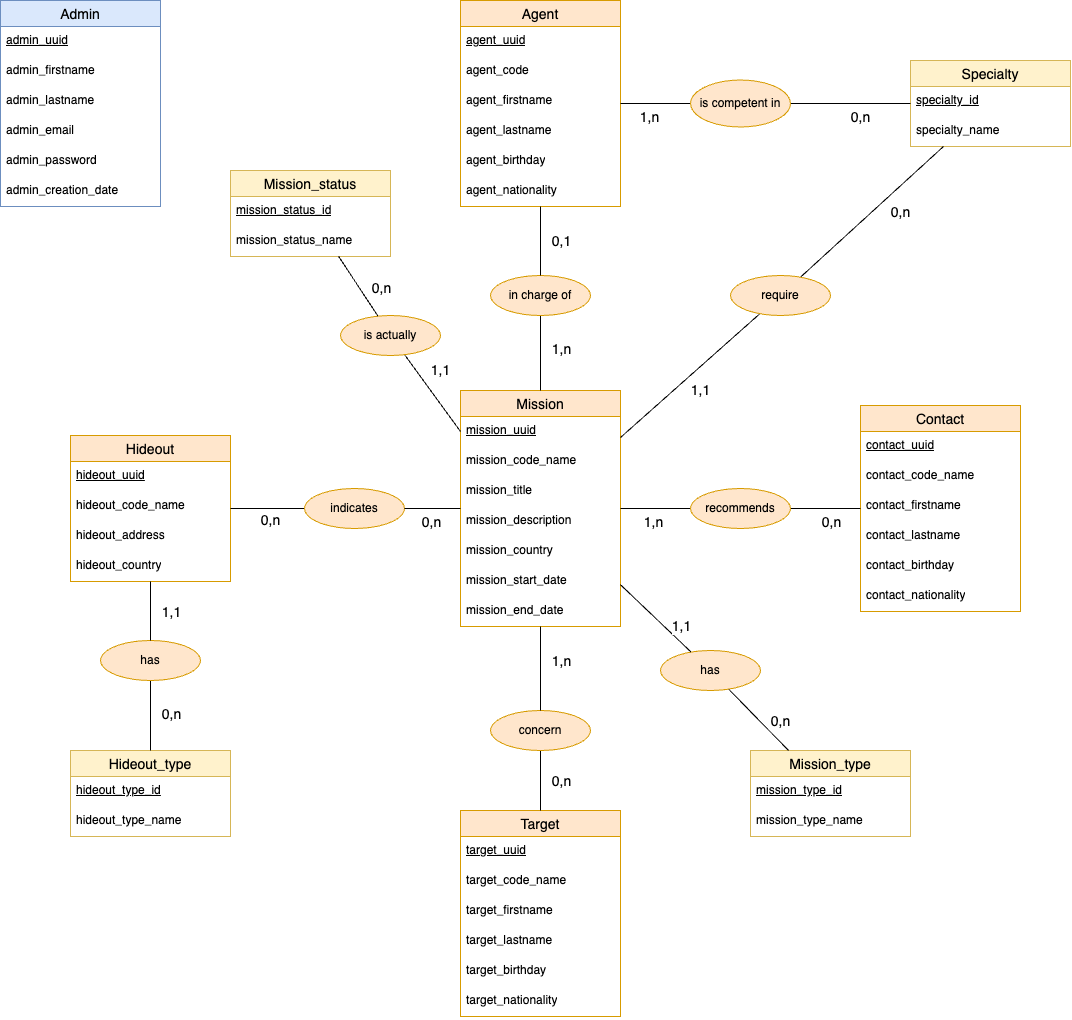 Admin
admin_uuid
admin_firstname
admin_lastname
admin_email
admin_password
admin_creation_date
Agent
agent_uuid
agent_code
agent_firstname
agent_lastname
agent_birthday
agent_nationality
1,n
is competent in
0,n
Specialty
specialty_id
specialty_name
Mission_status
mission_status_id
mission_status_name
0,n
is actually
1,1
0,1
in charge of
1,n
0,n
require
1,1
Mission
mission_uuid
mission_code_name
mission_title
mission_description
mission_country
mission_start_date
mission_end_date
Hideout
hideout_uuid
hideout_code_name
hideout_address
hideout_country
0,n
indicates
0,n
1,n
recommends
0,n
Contact
contact_uuid
contact_code_name
contact_firstname
contact_lastname
contact_birthday
contact_nationality
1,1
has
0,n
Hideout_type
hideout_type_id
hideout_type_name
1,n
concern
0,n
1,1
has
0,n
Mission_type
mission_type_id
mission_type_name
Target
target_uuid
target_code_name
target_firstname
target_lastname
target_birthday
target_nationality